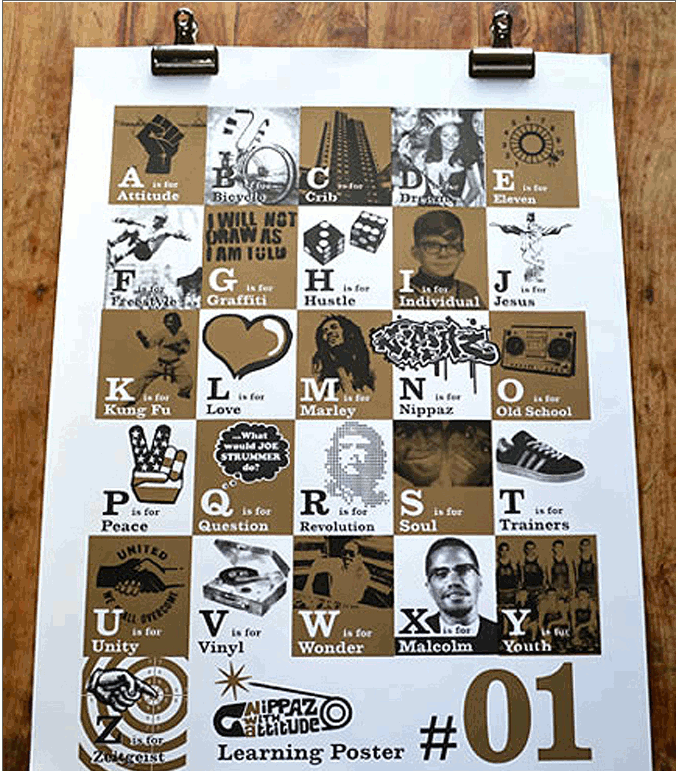 A is for
Attitude
B is for
Bicycle
C is for
Crib
D is for
E is for
Eleven
F is for
Freestyle
I WILL NOT
DRAW AS
I AM TOLD
G is for
Graffiti
H is for
Hustle
I is for
Individual
J is for
Jesus
K is for
Kung Fu
L is for
Love
M is for
Marley
NIPPAZ
N is for
Nippaz
O is for
Old School
P is for
Peace
...What
would JOE
STRUMMER
do?
Q is for
Question
R is for
Revolution
S is for
Soul
T is for
Trainers
UNITED
WE SHALL OVERCOME
U is for
Unity
V is for
Vinyl
W is for
Wonder
X is for
Malcolm
Y is for
Youth
Z is for
Zeitgeist
NiPPAZ
WITH
ATTiTUDE
Learning Poster
#01